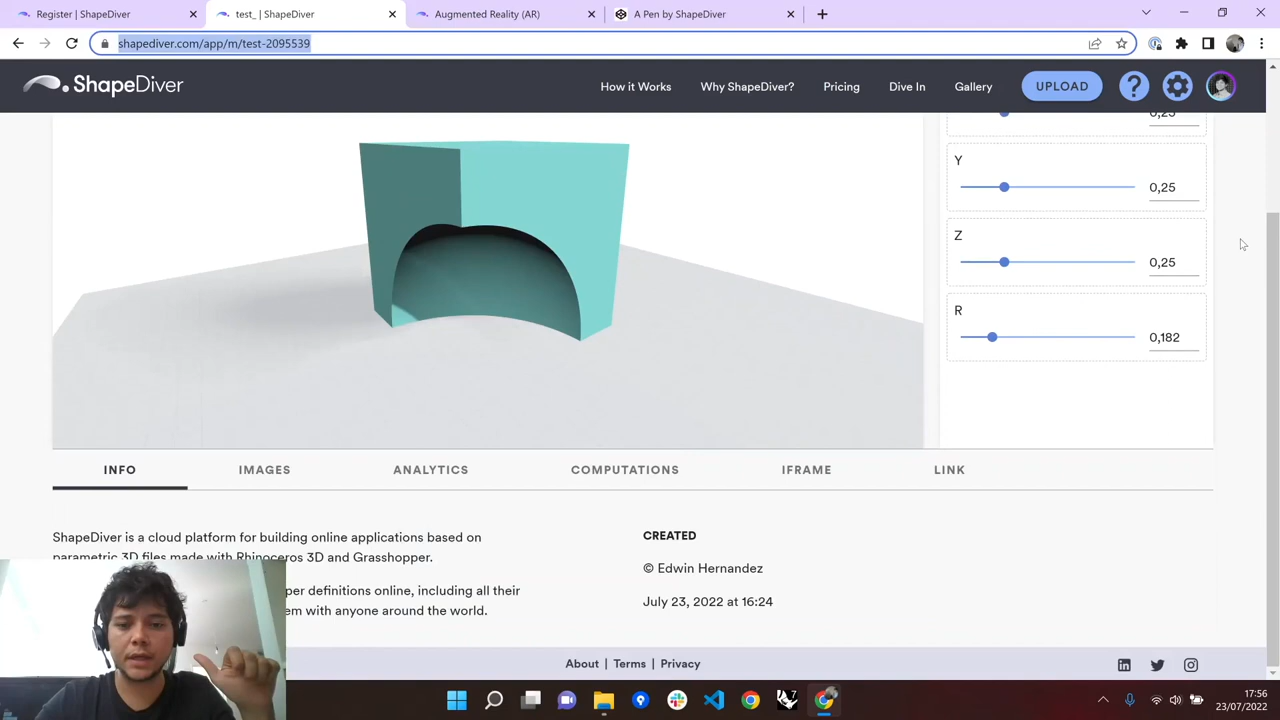 Register | ShapeDiver
test_ | ShapeDiver
Augmented Reality (AR)
A Pen by ShapeDiver
shapediver.com/app/m/test-2095539
ShapeDiver
How it Works
Why ShapeDiver?
Pricing
Dive In
Gallery
UPLOAD
0,25
Y
0,25
Z
0,25
R
0,182
INFO
IMAGES
ANALYTICS
COMPUTATIONS
IFRAME
LINK
ShapeDiver is a cloud platform for building online applications based on
parametric 3D files made with Rhinoceros 3D and Grasshopper.
per definitions online, including all their
em with anyone around the world.
CREATED
© Edwin Hernandez
July 23, 2022 at 16:24
About | Terms | Privacy
17:56
23/07/2022